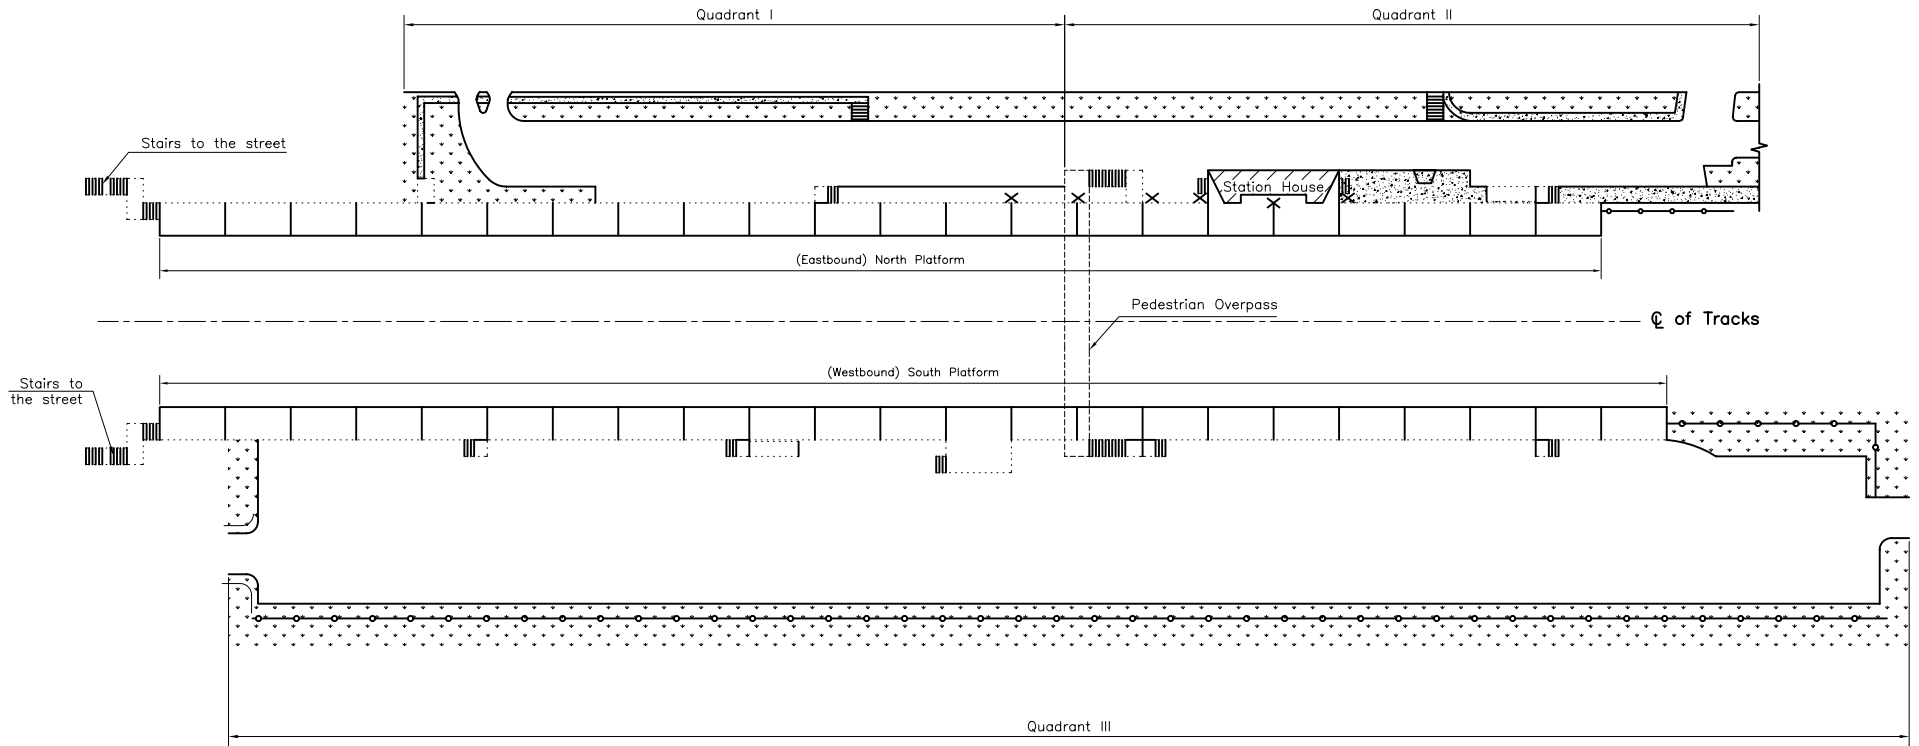 Quadrant I
Quadrant II
Stairs to the street
Station House
(Eastbound) North Platform
Pedestrian Overpass
℄ of Tracks
(Westbound) South Platform
Stairs to
the street
Quadrant III